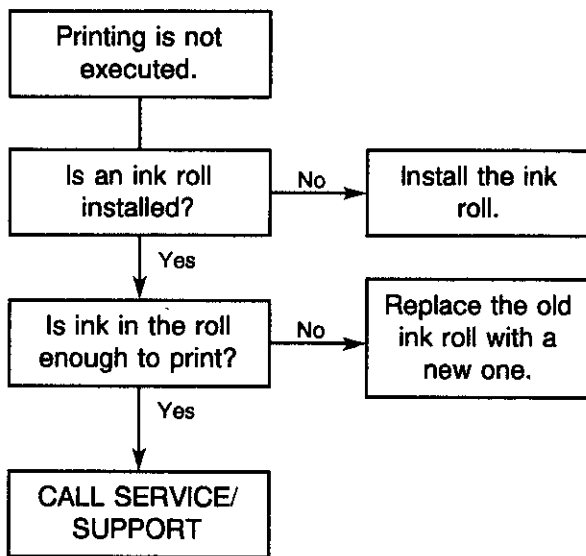 Printing is not
executed.
Is an ink roll
installed?
No
Install the ink
roll.
Yes
Is ink in the roll
enough to print?
No
Replace the old
ink roll with a
new one.
Yes
CALL SERVICE/
SUPPORT